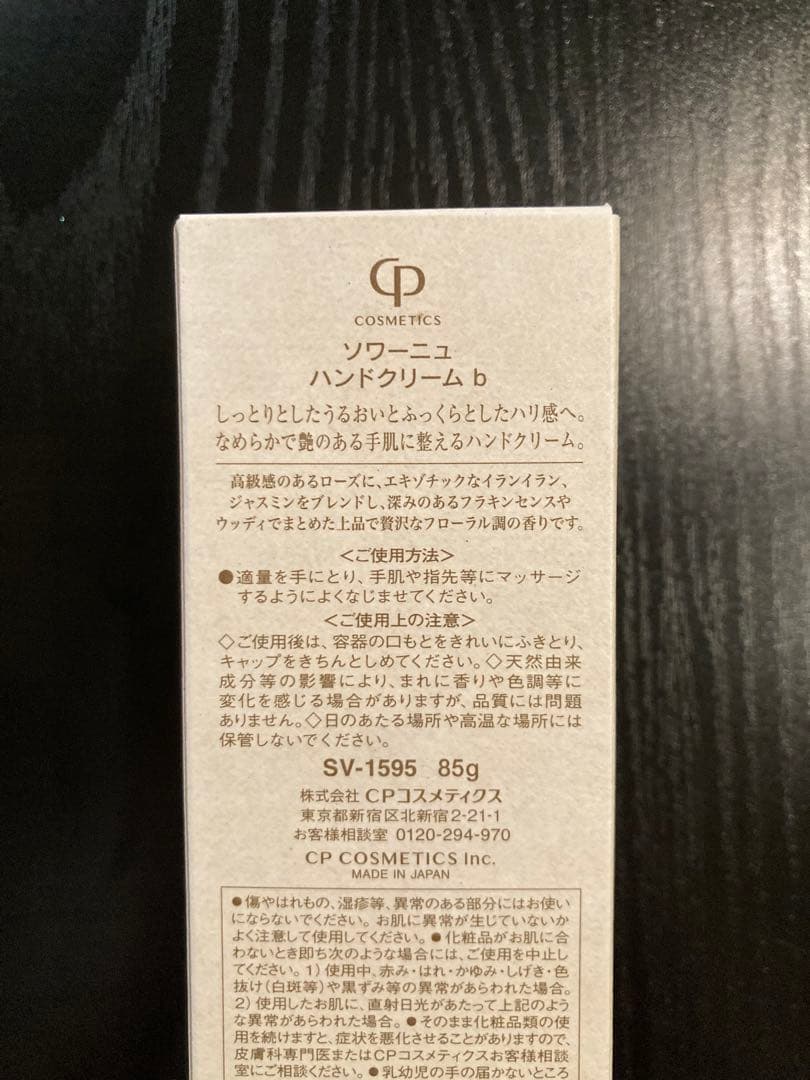 CP
COSMETICS
ソワーニュ
ハンドクリーム b
しっとりとしたうるおいとふっくらとしたハリ感へ。
なめらかで艶のある手肌に整えるハンドクリーム。
高級感のあるローズに、エキゾチックなイランイラン、
ジャスミンをブレンドし、深みのあるフラキンセンスや
ウッディでまとめた上品で贅沢なフローラル調の香りです。
＜ご使用方法＞
●適量を手にとり、手肌や指先等にマッサージ
するようによくなじませてください。
＜ご使用上の注意＞
◇ご使用後は、容器の口もとをきれいにふきとり、
キャップをきちんとしめてください。◇天然由来
成分等の影響により、まれに香りや色調等に
変化を感じる場合がありますが、品質には問題
ありません。◇日のあたる場所や高温な場所には
保管しないでください。
SV-1595 85g
株式会社 CPコスメティクス
東京都新宿区北新宿2-21-1
お客様相談室 0120-294-970
CP COSMETICS Inc.
MADE IN JAPAN
●傷やはれもの、湿疹等、異常のある部分にはお使い
にならないでください。お肌に異常が生じていないか
よく注意して使用してください。●化粧品がお肌に合
わないとき即ち次のような場合には、ご使用を中止し
てください。1）使用中、赤み・はれ・かゆみ・しげき・色
抜け（白斑等）や黒ずみ等の異常があらわれた場合。
2）使用したお肌に、直射日光があたって上記のよう
な異常があらわれた場合。●そのまま化粧品類の使
用を続けますと、症状を悪化させることがありますので、
皮膚科専門医またはCPコスメティクスお客様相談
室にご相談ください。●乳幼児の手の届かないところ